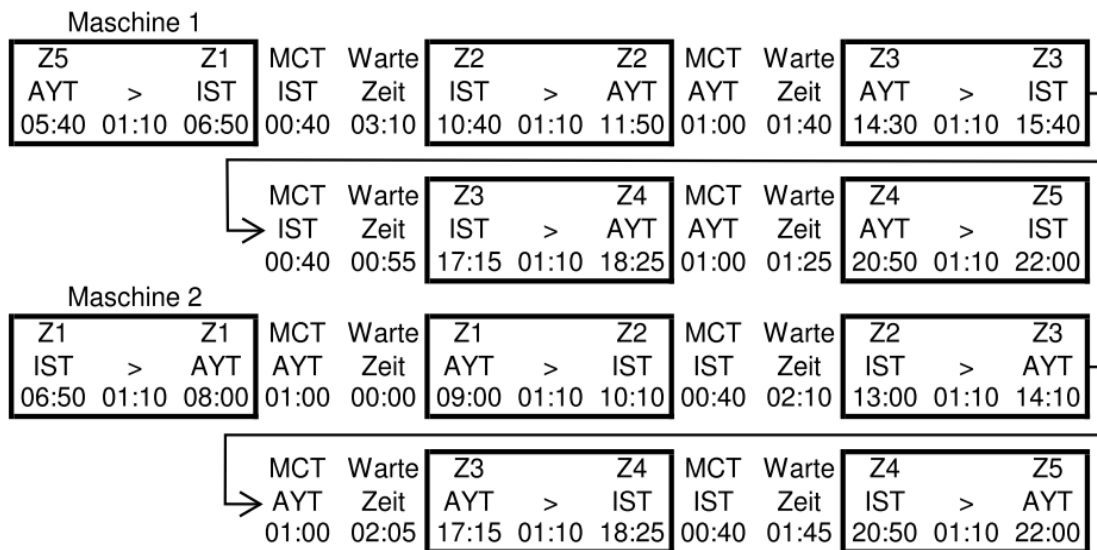 Maschine 1
Z5 Z1 MCT Warte Z2 Z2 MCT Warte Z3 Z3
AYT > IST IST Zeit IST > AYT AYT Zeit AYT > IST
05:40 01:10 06:50 00:40 03:10 10:40 01:10 11:50 01:00 01:40 14:30 01:10 15:40
MCT Warte Z3 Z4 MCT Warte Z4 Z5
IST Zeit IST > AYT AYT Zeit AYT > IST
00:40 00:55 17:15 01:10 18:25 01:00 01:25 20:50 01:10 22:00
Maschine 2
Z1 Z1 MCT Warte Z1 Z2 MCT Warte Z2 Z3
IST > AYT AYT Zeit AYT > IST IST Zeit IST > AYT
06:50 01:10 08:00 01:00 00:00 09:00 01:10 10:10 00:40 02:10 13:00 01:10 14:10
MCT Warte Z3 Z4 MCT Warte Z4 Z5
AYT Zeit AYT > IST IST Zeit IST > AYT
01:00 02:05 17:15 01:10 18:25 00:40 01:45 20:50 01:10 22:00